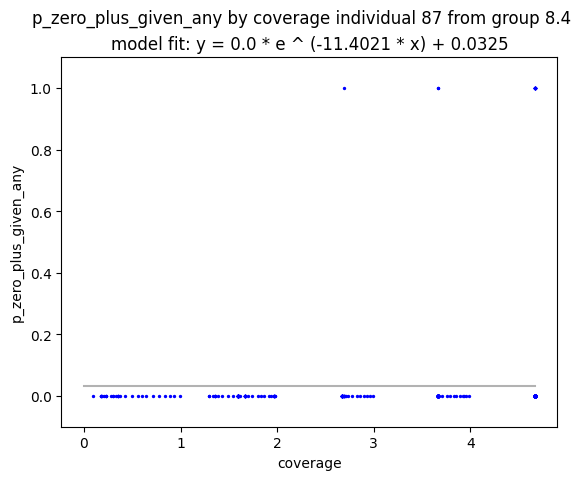 p_zero_plus_given_any by coverage individual 87 from group 8.4
model fit: y = 0.0 * e ^ (-11.4021 * x) + 0.0325
1.0
0.8
0.6
0.4
0.2
0.0
p_zero_plus_given_any
0 1 2 3 4
coverage